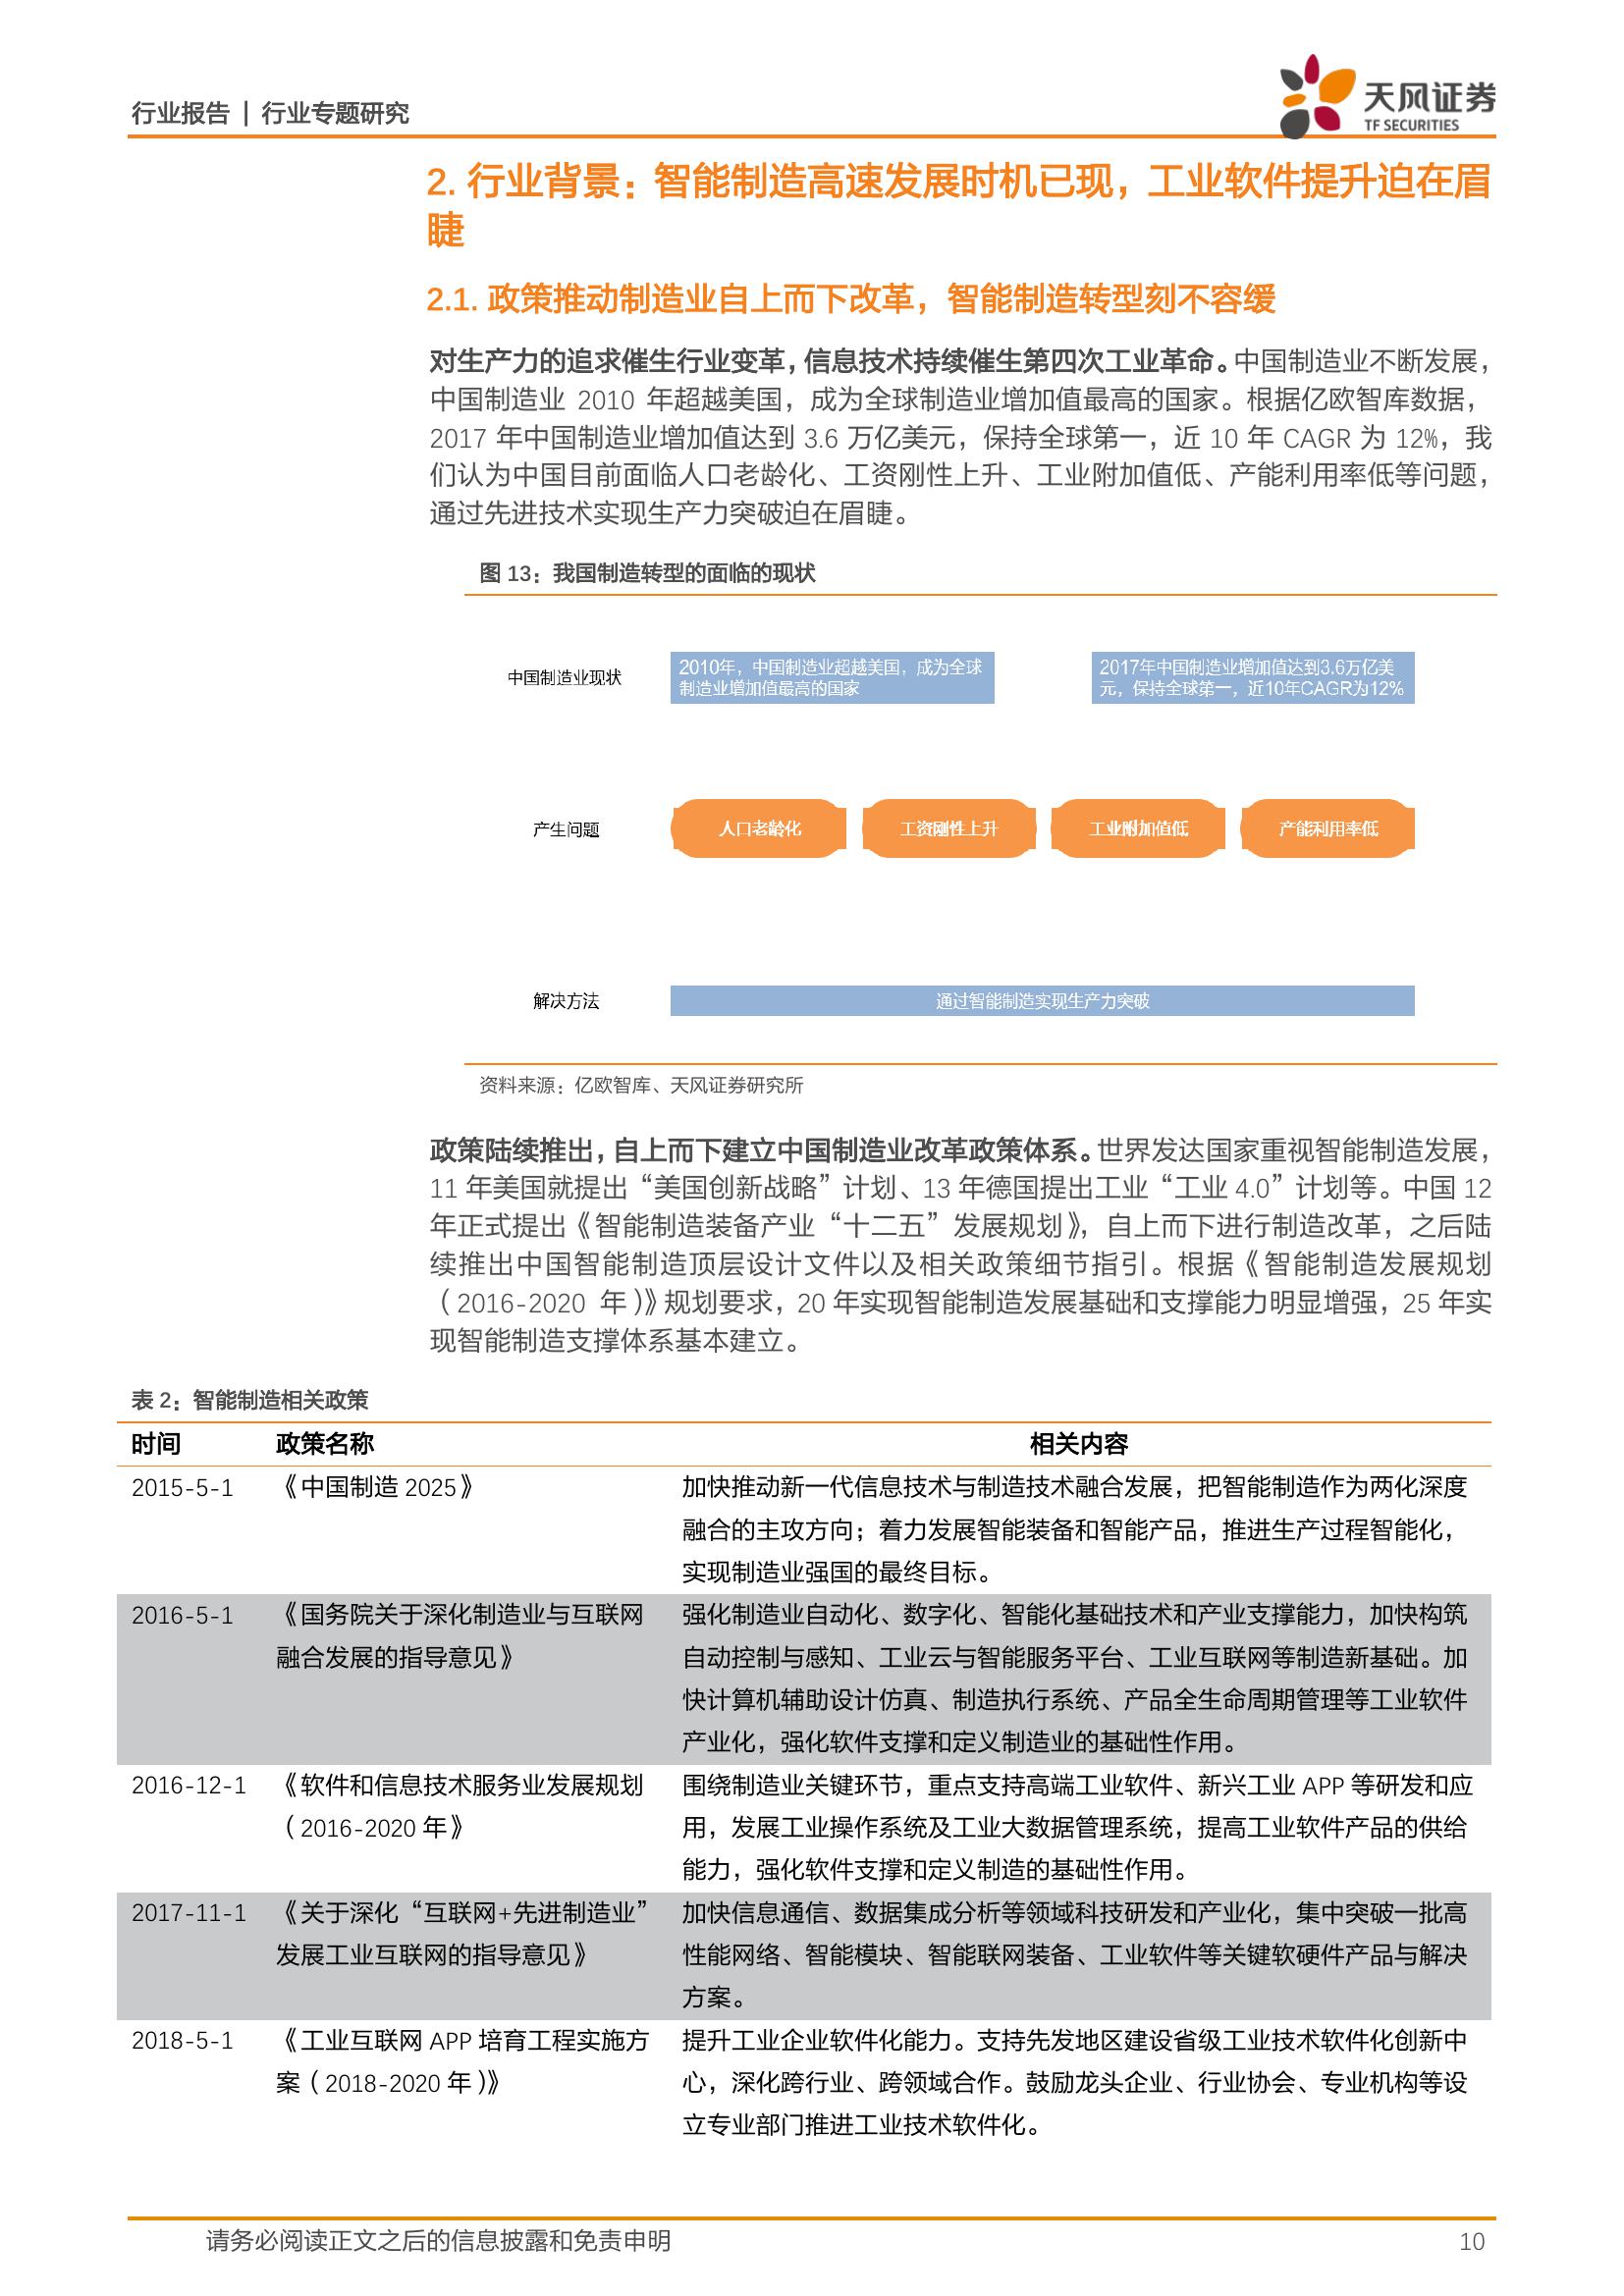 行业报告 | 行业专题研究
天风证券
TF SECURITIES
2. 行业背景：智能制造高速发展时机已现，工业软件提升迫在眉
睫
2.1. 政策推动制造业自上而下改革，智能制造转型刻不容缓
对生产力的追求催生行业变革，信息技术持续催生第四次工业革命。中国制造业不断发展，
中国制造业 2010 年超越美国，成为全球制造业增加值最高的国家。根据亿欧智库数据，
2017 年中国制造业增加值达到 3.6 万亿美元，保持全球第一，近 10 年 CAGR 为 12%，我
们认为中国目前面临人口老龄化、工资刚性上升、工业附加值低、产能利用率低等问题，
通过先进技术实现生产力突破迫在眉睫。
图 13：我国制造转型的面临的现状
中国制造业现状
2010年，中国制造业超越美国，成为全球
制造业增加值最高的国家
2017年中国制造业增加值达到3.6万亿美
元，保持全球第一，近10年CAGR为12%
产生问题
人口老龄化
工资刚性上升
工业附加值低
产能利用率低
解决方法
通过智能制造实现生产力突破
资料来源：亿欧智库、天风证券研究所
政策陆续推出，自上而下建立中国制造业改革政策体系。世界发达国家重视智能制造发展，
11 年美国就提出“美国创新战略”计划、13 年德国提出工业“工业 4.0”计划等。中国 12
年正式提出《智能制造装备产业“十二五”发展规划》，自上而下进行制造改革，之后陆
续推出中国智能制造顶层设计文件以及相关政策细节指引。根据《智能制造发展规划
（2016-2020 年）》规划要求，20 年实现智能制造发展基础和支撑能力明显增强，25 年实
现智能制造支撑体系基本建立。
表 2：智能制造相关政策
时间 政策名称 相关内容
2015-5-1 《中国制造 2025》 加快推动新一代信息技术与制造技术融合发展，把智能制造作为两化深度
融合的主攻方向；着力发展智能装备和智能产品，推进生产过程智能化，
实现制造业强国的最终目标。
2016-5-1 《国务院关于深化制造业与互联网 强化制造业自动化、数字化、智能化基础技术和产业支撑能力，加快构筑
融合发展的指导意见》 自动控制与感知、工业云与智能服务平台、工业互联网等制造新基础。加
快计算机辅助设计仿真、制造执行系统、产品全生命周期管理等工业软件
产业化，强化软件支撑和定义制造业的基础性作用。
2016-12-1 《软件和信息技术服务业发展规划 围绕制造业关键环节，重点支持高端工业软件、新兴工业 APP 等研发和应
（2016-2020 年》 用，发展工业操作系统及工业大数据管理系统，提高工业软件产品的供给
能力，强化软件支撑和定义制造的基础性作用。
2017-11-1 《关于深化“互联网+先进制造业” 加快信息通信、数据集成分析等领域科技研发和产业化，集中突破一批高
发展工业互联网的指导意见》 性能网络、智能模块、智能联网装备、工业软件等关键软硬件产品与解决
方案。
2018-5-1 《工业互联网 APP 培育工程实施方 提升工业企业软件化能力。支持先发地区建设省级工业技术软件化创新中
案（2018-2020 年）》 心，深化跨行业、跨领域合作。鼓励龙头企业、行业协会、专业机构等设
立专业部门推进工业技术软件化。
请务必阅读正文之后的信息披露和免责申明 10